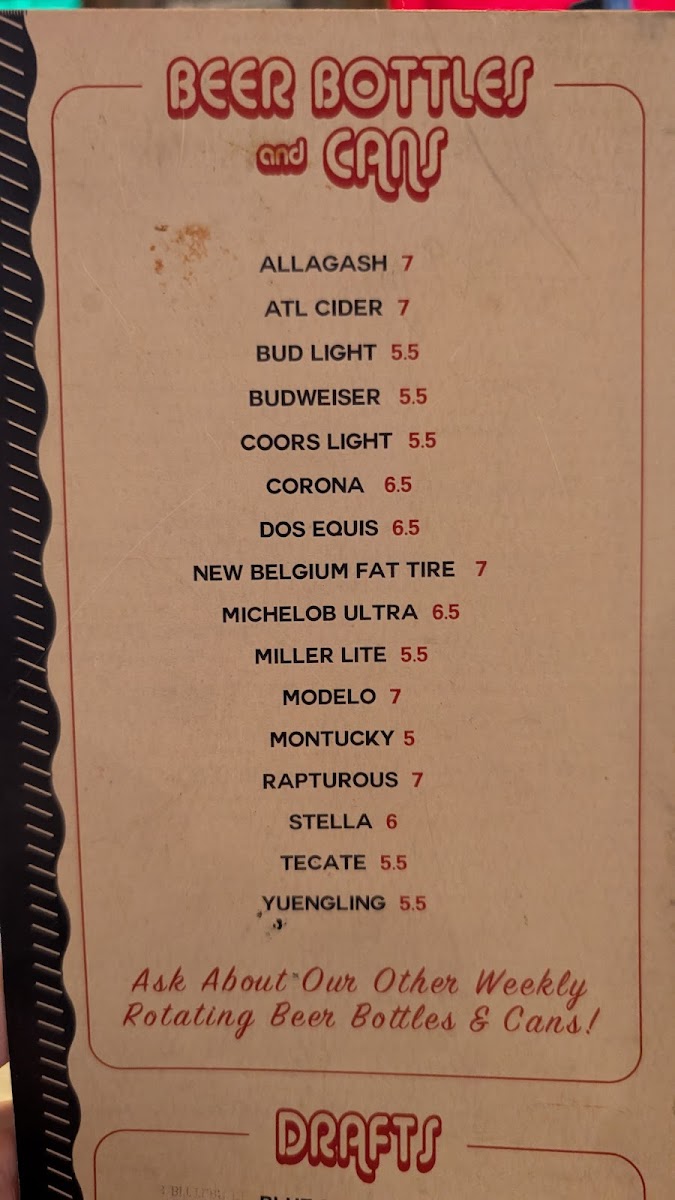 BEER BOTTLES
and CANS
ALLAGASH 7
ATL CIDER 7
BUD LIGHT 5.5
BUDWEISER 5.5
COORS LIGHT 5.5
CORONA 6.5
DOS EQUIS 6.5
NEW BELGIUM FAT TIRE 7
MICHELOB ULTRA 6.5
MILLER LITE 5.5
MODELO 7
MONTUCKY 5
RAPTUROUS 7
STELLA 6
TECATE 5.5
YUENGLING 5.5
Ask About Our Other Weekly
Rotating Beer Bottles & Cans!
DRAFTS